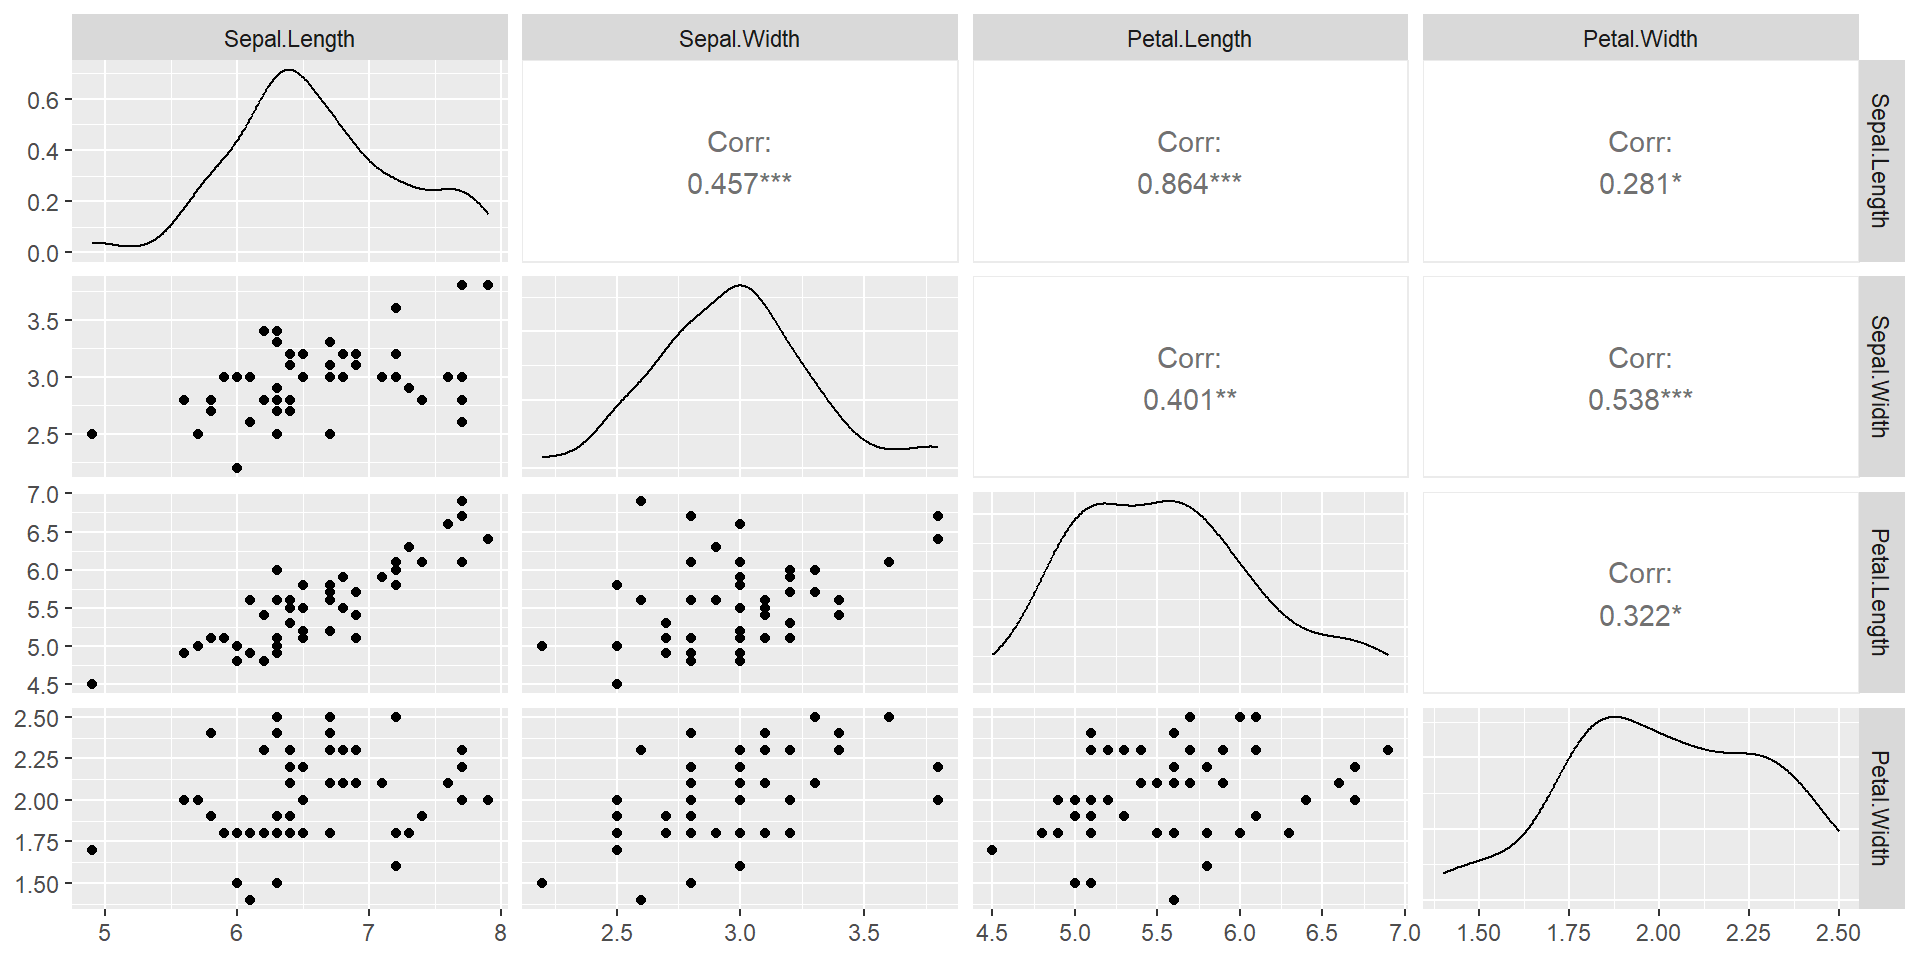 Sepal.Length
Sepal.Width
Petal.Length
Petal.Width
0.6
0.4
0.2
0.0
Corr:
0.457***
Corr:
0.864***
Corr:
0.281*
Sepal.Length
3.5
3.0
2.5
Corr:
0.401**
Corr:
0.538***
Sepal.Width
7.0
6.5
6.0
5.5
5.0
4.5
Corr:
0.322*
Petal.Length
2.50
2.25
2.00
1.75
1.50
Petal.Width
5 6 7 8
2.5 3.0 3.5
4.5 5.0 5.5 6.0 6.5 7.0
1.50 1.75 2.00 2.25 2.50